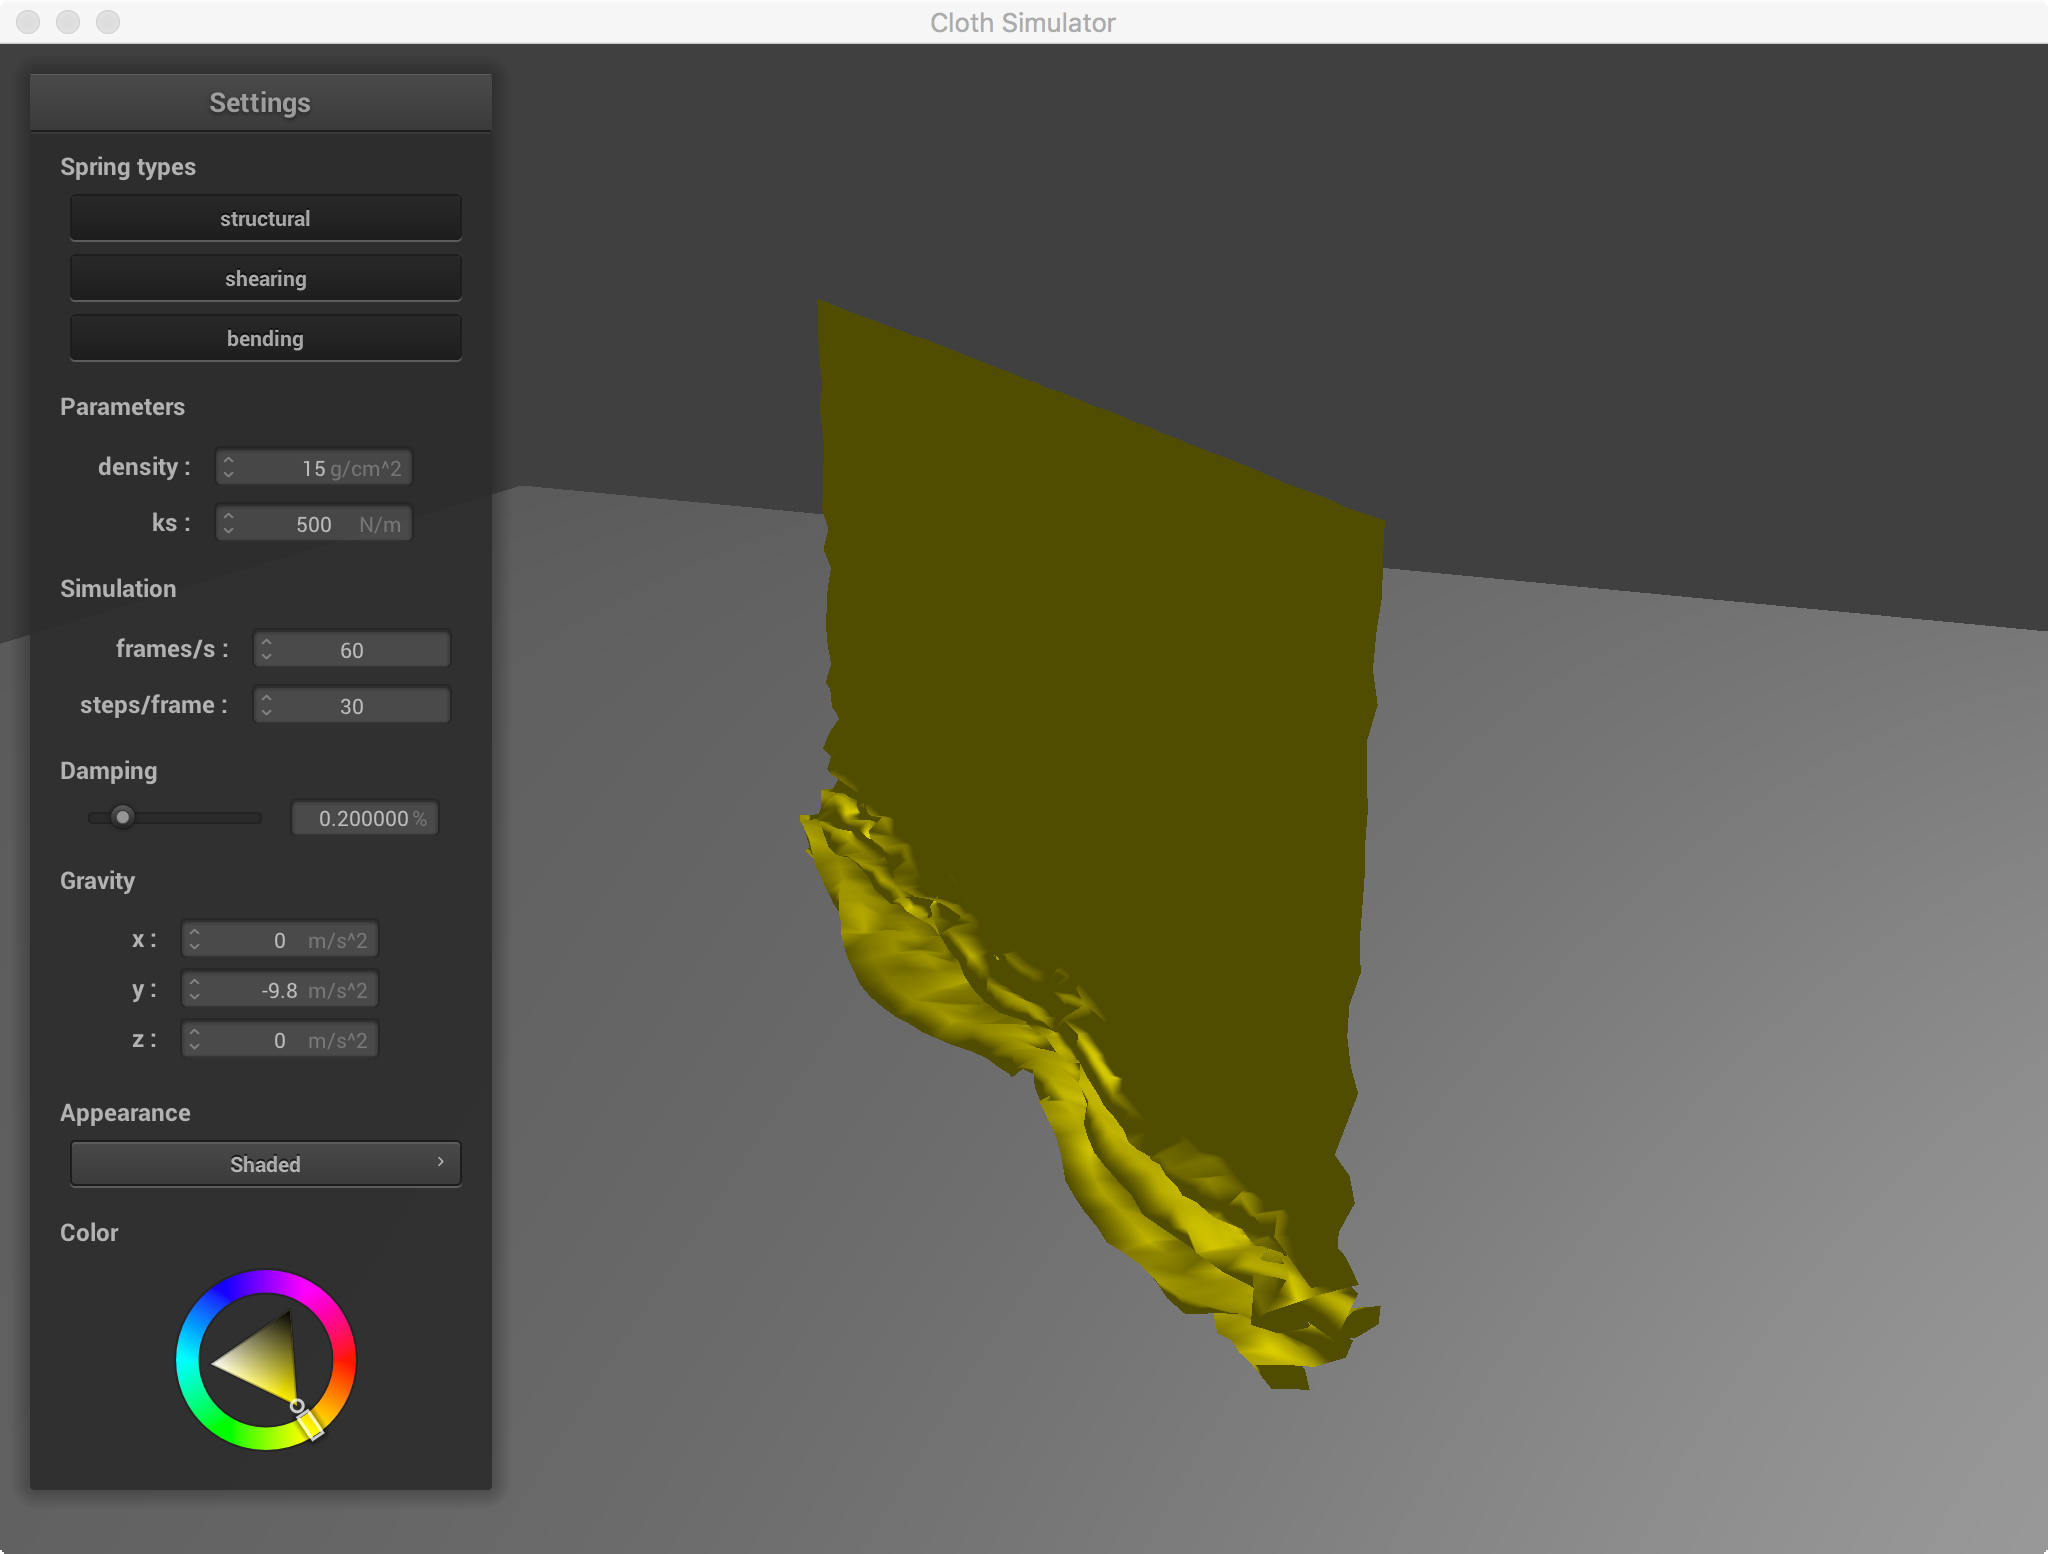 Cloth Simulator
Settings
Spring types
structural
shearing
bending
Parameters
density : 15 g/cm^2
ks : 500 N/m
Simulation
frames/s : 60
steps/frame : 30
Damping
0.200000 %
Gravity
x : 0 m/s^2
y : -9.8 m/s^2
z : 0 m/s^2
Appearance
Shaded
Color